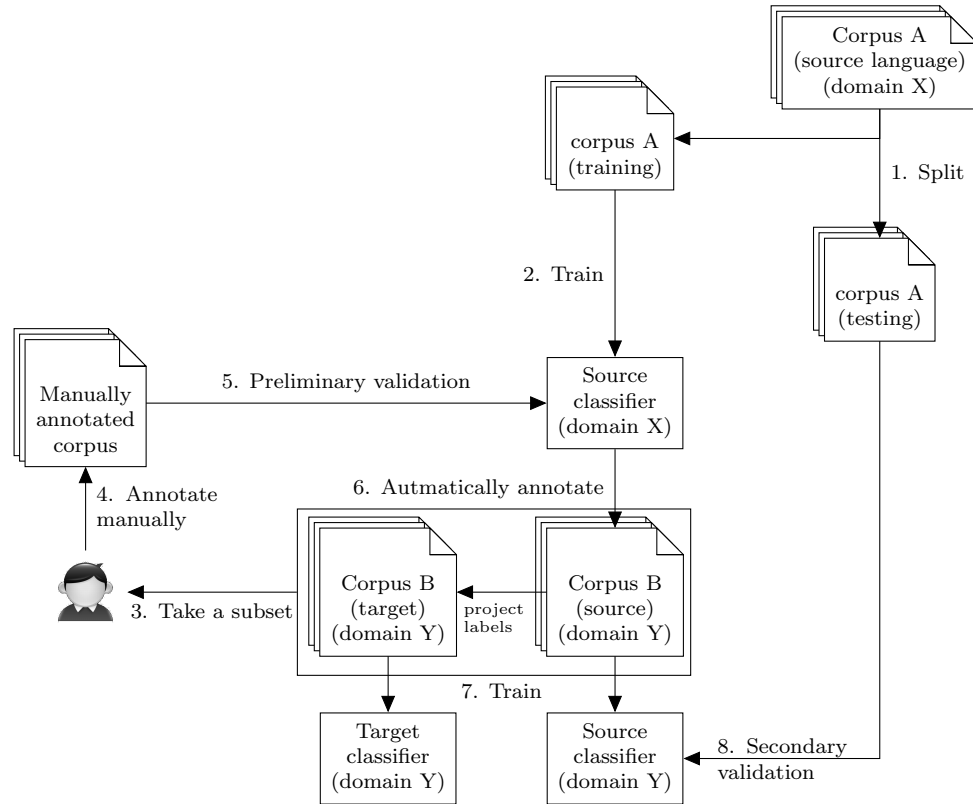 Corpus A
(source language)
(domain X)
corpus A
(training)
1. Split
2. Train
corpus A
(testing)
Manually
annotated
corpus
5. Preliminary validation
Source
classifier
(domain X)
4. Annotate
manually
6. Autmatically annotate
Corpus B
(target)
(domain Y)
project
labels
Corpus B
(source)
(domain Y)
3. Take a subset
7. Train
Target
classifier
(domain Y)
Source
classifier
(domain Y)
8. Secondary
validation